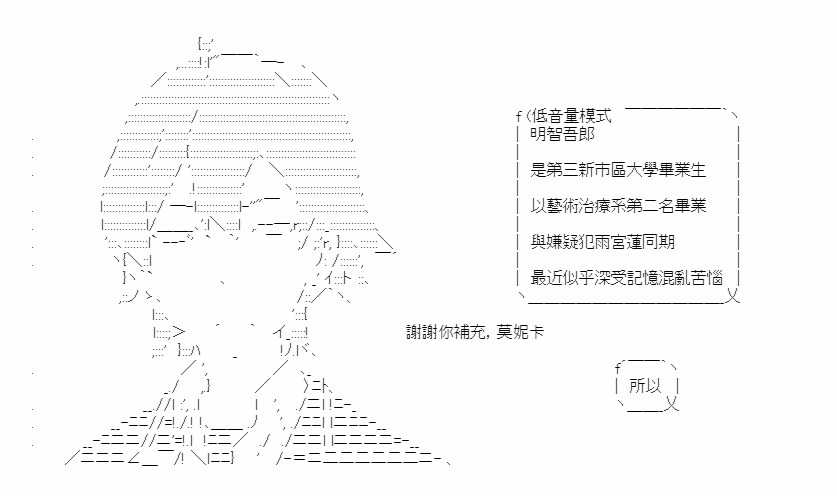 (低音量模式
明智吾郎
是第三新市區大學畢業生
以藝術治療系第二名畢業
與嫌疑犯雨宮蓮同期
最近似乎深受記憶混亂苦惱
謝謝你補充，莫妮卡
所以